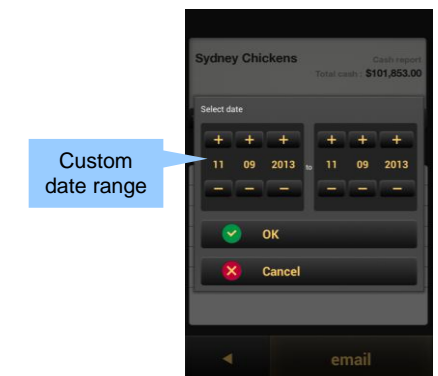 Sydney Chickens
Cash report
Total cash : $101,853.00
Select date
+ + + + + +
11 09 2013 to 11 09 2013
− − − − − −
Custom
date range
OK
Cancel
email